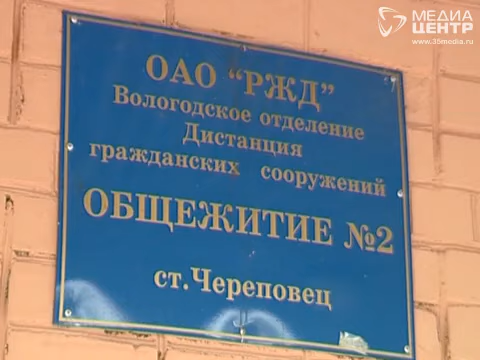 МЕДИА
ЦЕНТР
www.35media.ru
ОАО "РЖД"
Вологодское отделение
Дистанция
гражданских сооружений
ОБЩЕЖИТИЕ №2
ст.Череповец